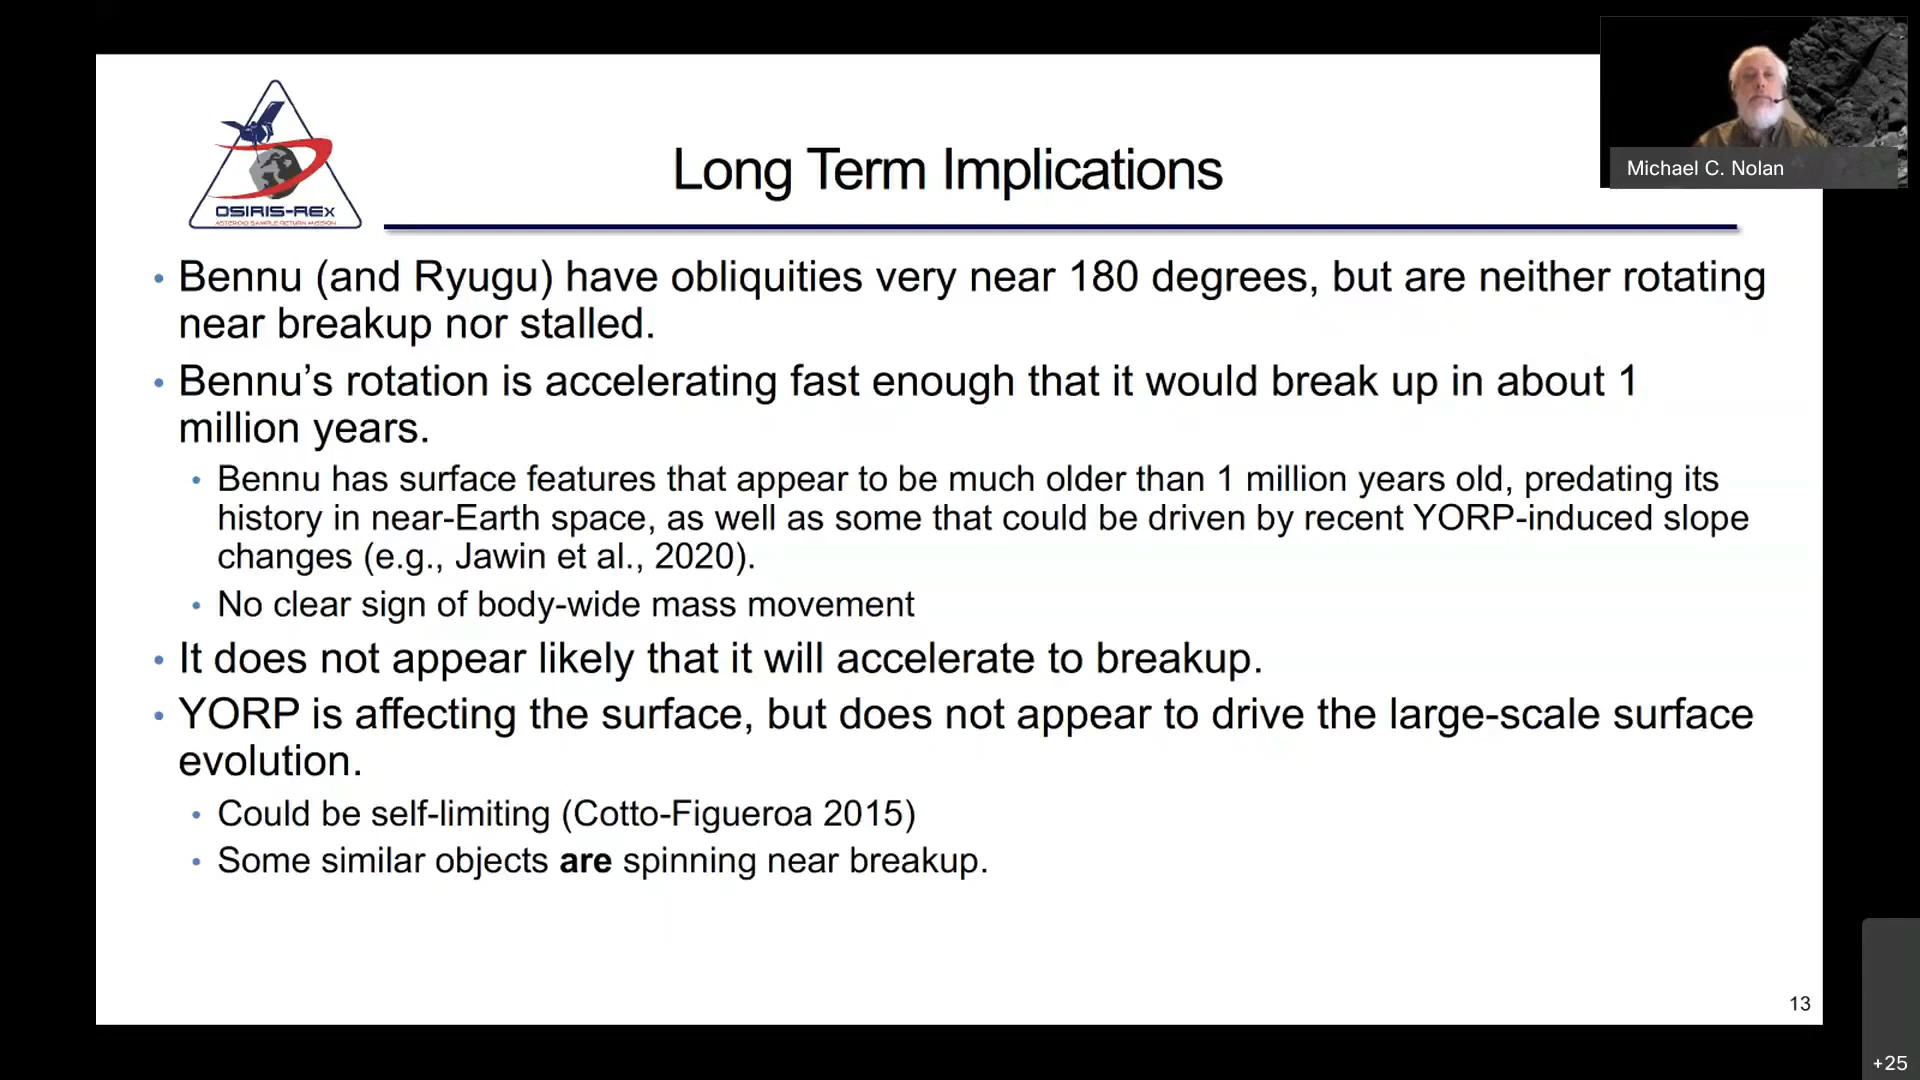 Michael C. Nolan
OSIRIS-REx
ASTEROID SAMPLE RETURN MISSION
Long Term Implications
• Bennu (and Ryugu) have obliquities very near 180 degrees, but are neither rotating
near breakup nor stalled.
• Bennu’s rotation is accelerating fast enough that it would break up in about 1
million years.
• Bennu has surface features that appear to be much older than 1 million years old, predating its
history in near-Earth space, as well as some that could be driven by recent YORP-induced slope
changes (e.g., Jawin et al., 2020).
• No clear sign of body-wide mass movement
• It does not appear likely that it will accelerate to breakup.
• YORP is affecting the surface, but does not appear to drive the large-scale surface
evolution.
• Could be self-limiting (Cotto-Figueroa 2015)
• Some similar objects are spinning near breakup.
13
+25